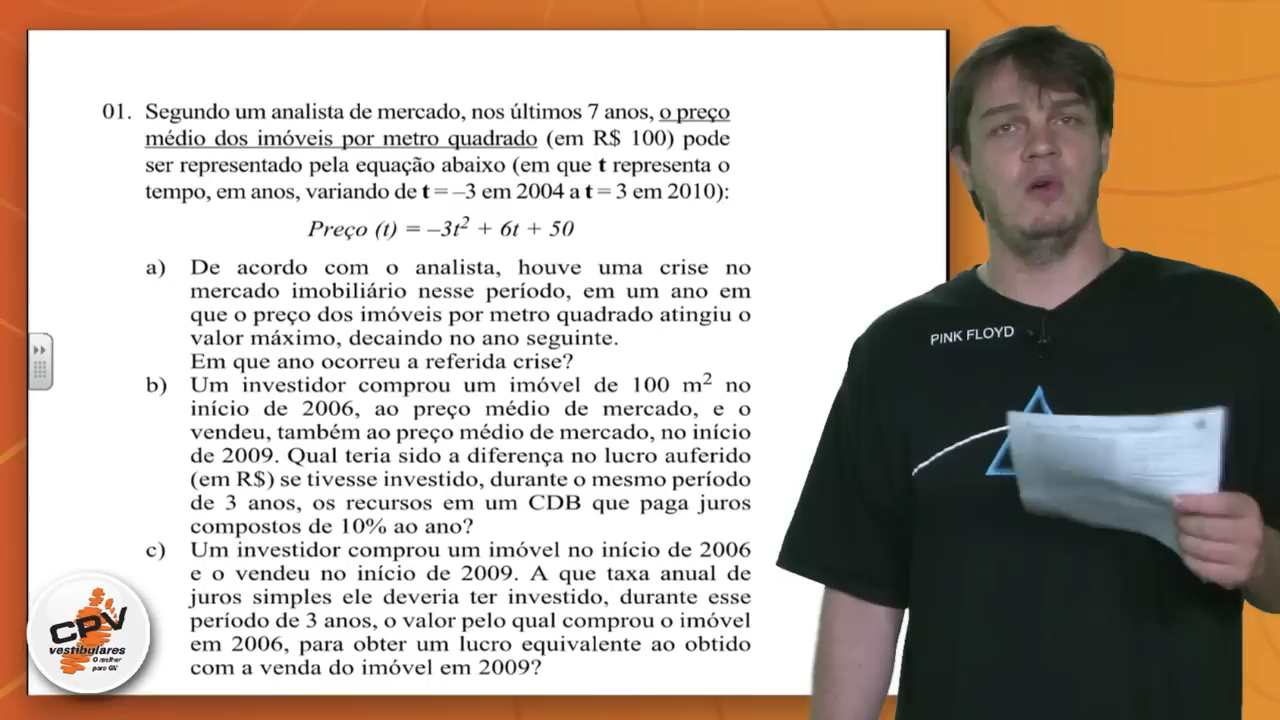 01. Segundo um analista de mercado, nos últimos 7 anos, o preço
médio dos imóveis por metro quadrado (em R$ 100) pode
ser representado pela equação abaixo (em que t representa o
tempo, em anos, variando de t = –3 em 2004 a t = 3 em 2010):
Preço (t) = –3t² + 6t + 50
a) De acordo com o analista, houve uma crise no
mercado imobiliário nesse período, em um ano em
que o preço dos imóveis por metro quadrado atingiu o
valor máximo, decaindo no ano seguinte.
Em que ano ocorreu a referida crise?
b) Um investidor comprou um imóvel de 100 m² no
início de 2006, ao preço médio de mercado, e o
vendeu, também ao preço médio de mercado, no início
de 2009. Qual teria sido a diferença no lucro auferido
(em R$) se tivesse investido, durante o mesmo período
de 3 anos, os recursos em um CDB que paga juros
compostos de 10% ao ano?
c) Um investidor comprou um imóvel no início de 2006
e o vendeu no início de 2009. A que taxa anual de
juros simples ele deveria ter investido, durante esse
período de 3 anos, o valor pelo qual comprou o imóvel
em 2006, para obter um lucro equivalente ao obtido
com a venda do imóvel em 2009?
PINK FLOYD
CPV
vestibulares
O melhor
para GV